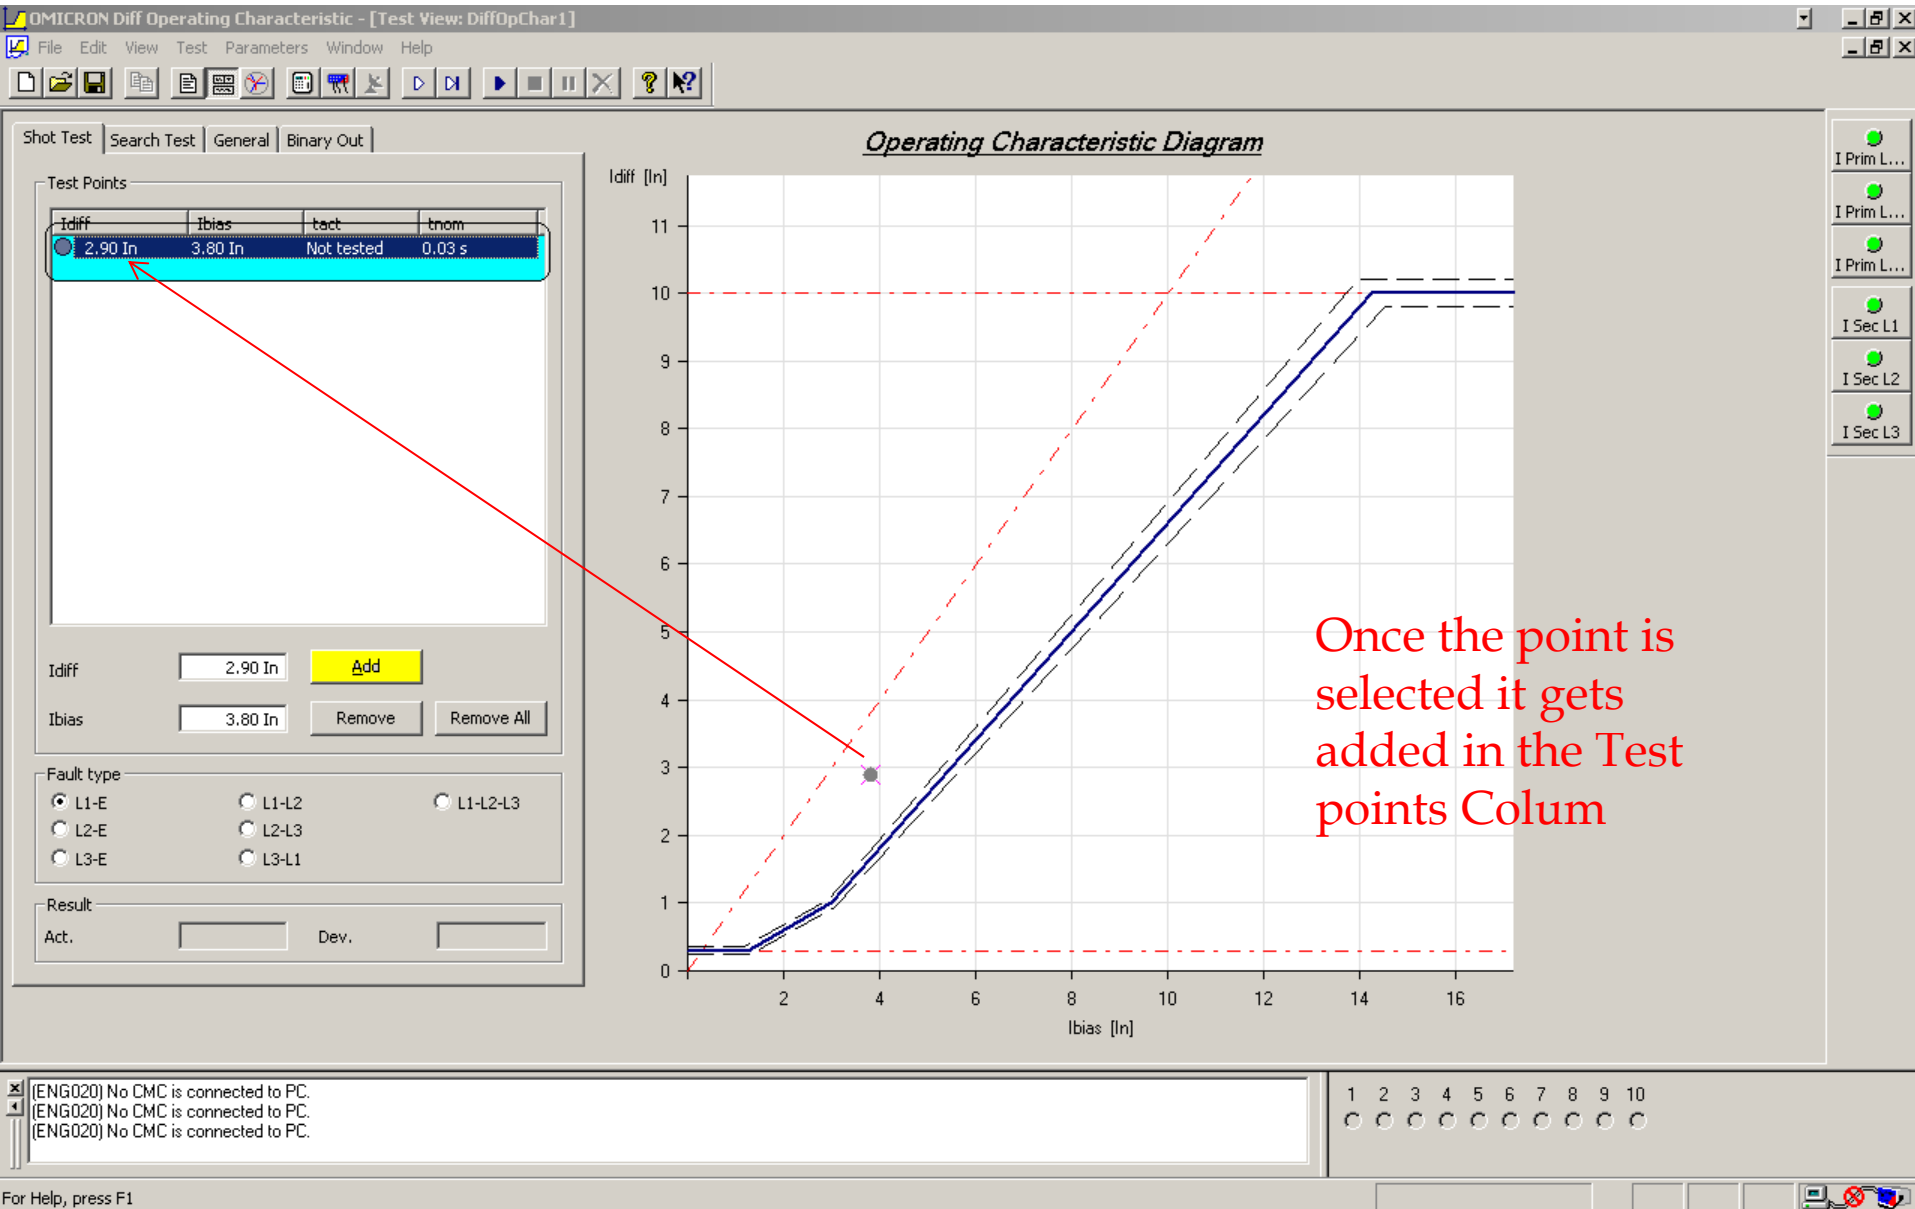 OMICRON Diff Operating Characteristic - [Test View: DiffOpChar1]
File Edit View Test Parameters Window Help
Shot Test Search Test General Binary Out
Test Points
Idiff Ibias tact tnom
2.90 In 3.80 In Not tested 0.03 s
Idiff 2.90 In Add
Ibias 3.80 In Remove Remove All
Fault type
L1-E L1-L2 L1-L2-L3
L2-E L2-L3
L3-E L3-L1
Result
Act. Dev.
Operating Characteristic Diagram
Idiff [In]
11
10
9
8
7
6
5
4
3
2
1
0
2 4 6 8 10 12 14 16
Ibias [In]
Once the point is
selected it gets
added in the Test
points Colum
I Prim L...
I Prim L...
I Prim L...
I Sec L1
I Sec L2
I Sec L3
(ENG020) No CMC is connected to PC.
(ENG020) No CMC is connected to PC.
(ENG020) No CMC is connected to PC.
1 2 3 4 5 6 7 8 9 10
For Help, press F1